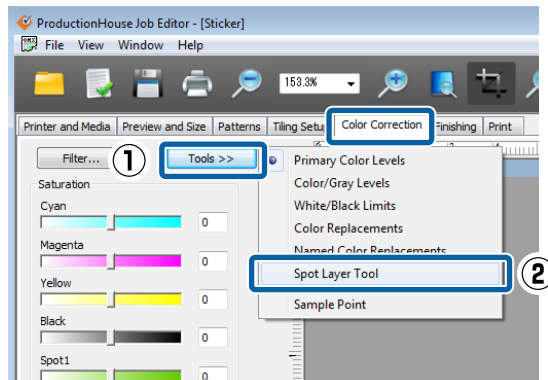 ProductionHouse Job Editor - [Sticker]
File View Window Help
153.3%
Printer and Media Preview and Size Patterns Tiling Setup Color Correction Finishing Print
Filter... ① Tools >>
Primary Color Levels
Saturation
Color/Gray Levels
Cyan
0
White/Black Limits
Color Replacements
Magenta
0
Named Color Replacements
Yellow
0
Spot Layer Tool ②
Black
0
Sample Point
Spot1
0